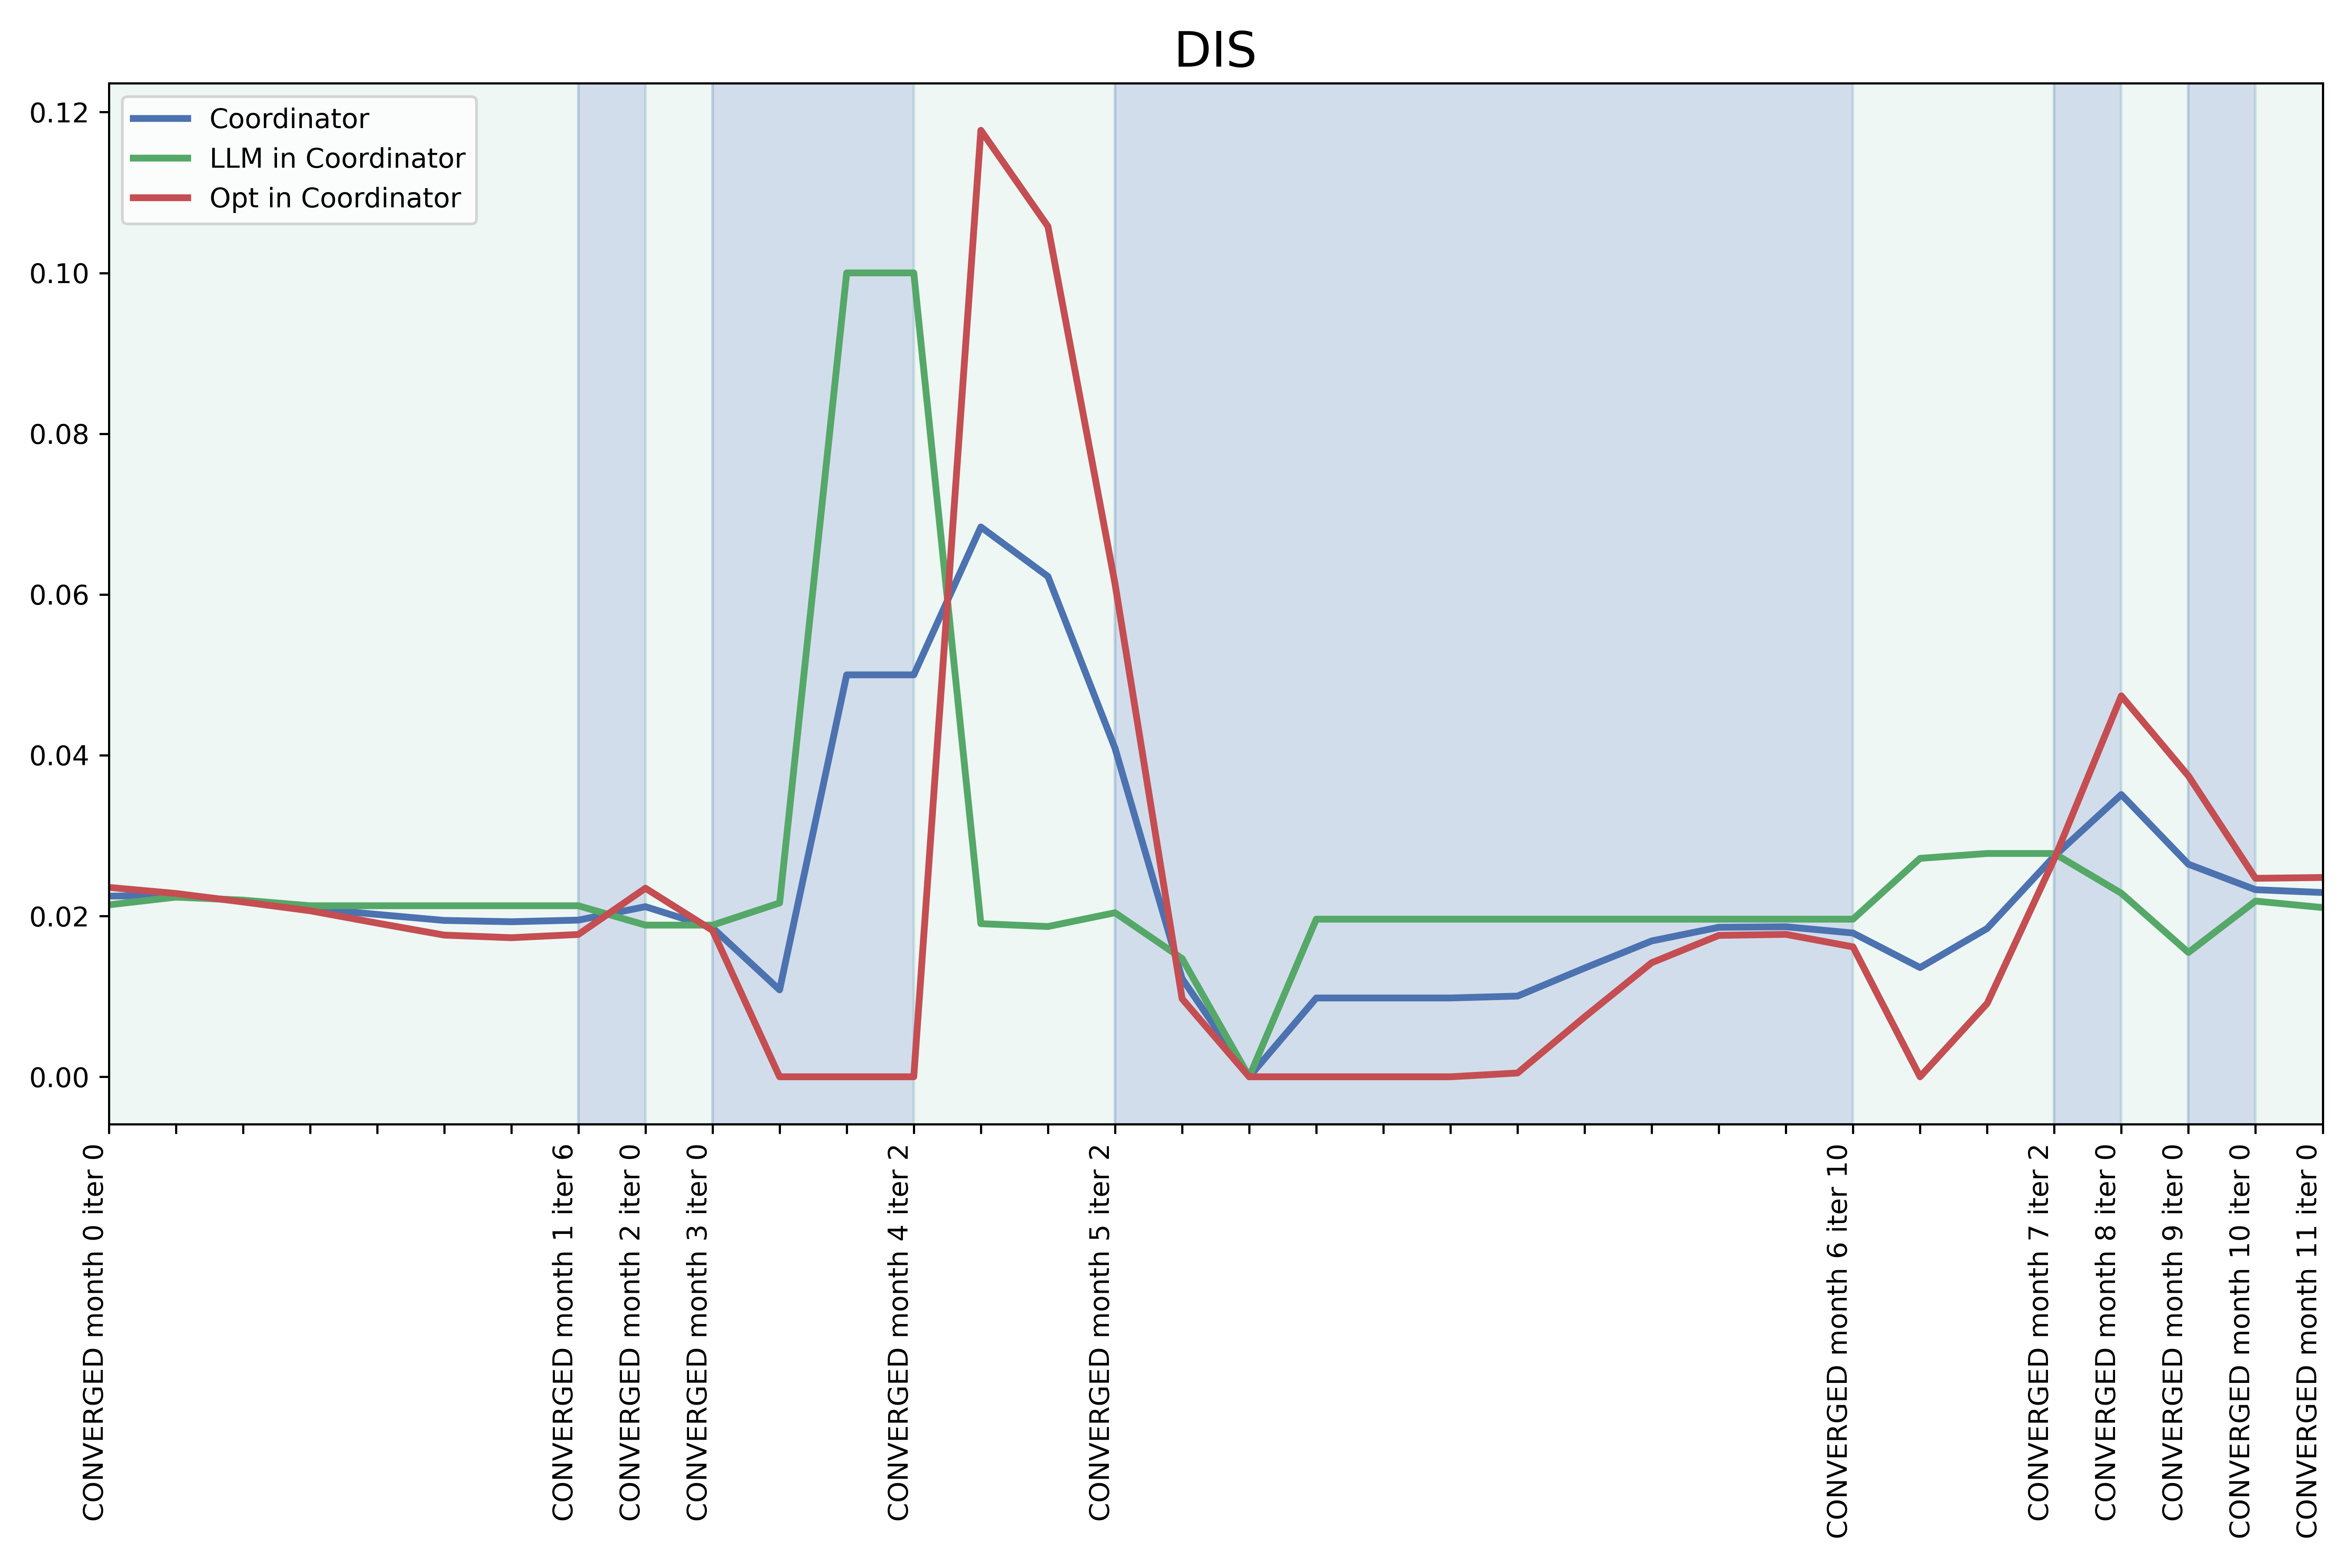 DIS
0.12
0.10
0.08
0.06
0.04
0.02
0.00
Coordinator
LLM in Coordinator
Opt in Coordinator
CONVERGED month 0 iter 0
CONVERGED month 1 iter 6
CONVERGED month 2 iter 0
CONVERGED month 3 iter 0
CONVERGED month 4 iter 2
CONVERGED month 5 iter 2
CONVERGED month 6 iter 10
CONVERGED month 7 iter 2
CONVERGED month 8 iter 0
CONVERGED month 9 iter 0
CONVERGED month 10 iter 0
CONVERGED month 11 iter 0